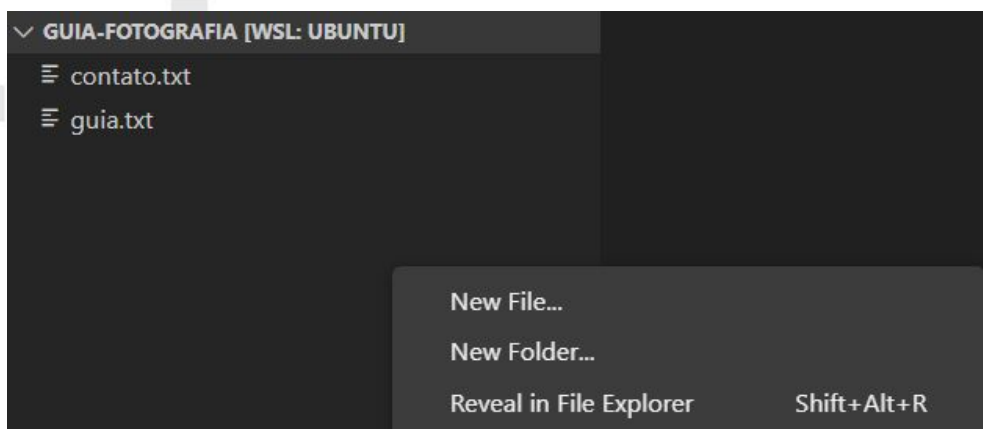 GUIA-FOTOGRAFIA [WSL: UBUNTU]
contato.txt
guia.txt
New File...
New Folder...
Reveal in File Explorer Shift+Alt+R